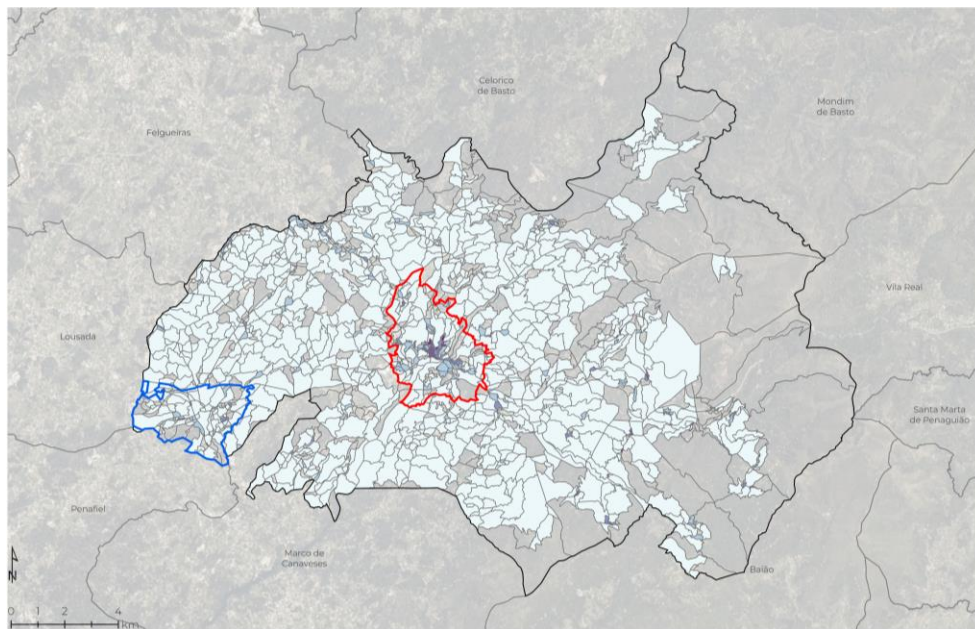 Celorico
de Basto
Mondim
de Basto
Felgueiras
Vila Real
Lousada
Santa Marta
de Penaguião
Penafiel
Marco de
Canaveses
Baião
N
0 1 2 4
km